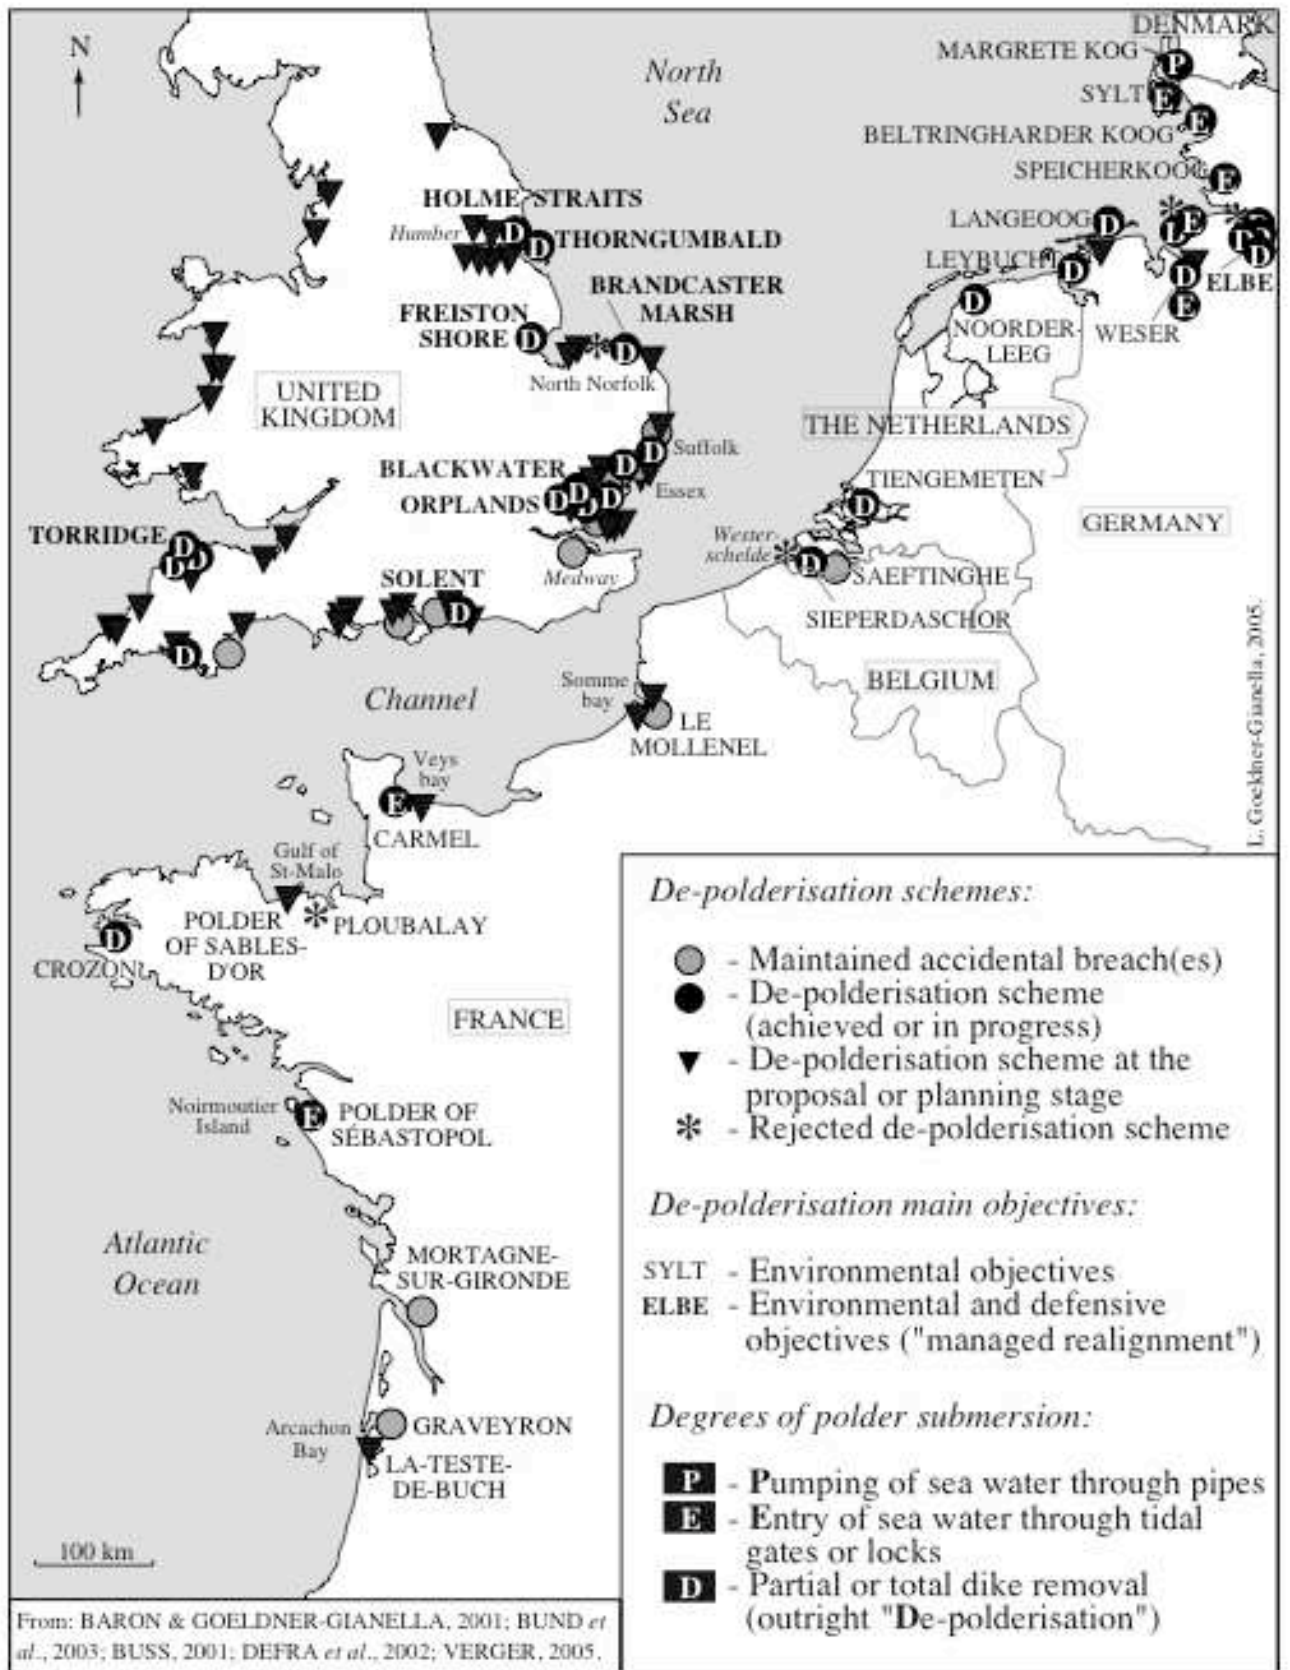 N
North
Sea
DENMARK
MARGRETE KOG
P
SYLT
E
E
BELTRINGHARDER KOOG
SPEICHERKOOG
E
HOLME STRAITS
Humber
D
D
THORNGUMBALD
LANGEOOG
D
E
LEYBUCHT
D
D
D
ELBE
BRANDCASTER
MARSH
FREISTON
SHORE
D
D
D
E
NOORDER-
LEEG
WESER
North Norfolk
UNITED
KINGDOM
THE NETHERLANDS
BLACKWATER
D
D
Suffolk
ORPLANDS
D
D
D
D
Essex
TIENGEMETEN
D
GERMANY
TORRIDGE
D
D
D
Wester-
schelde
D
SAEFTINGHE
Medway
SOLENT
D
SIEPERDASCHOR
D
BELGIUM
Channel
Somme
bay
LE
MOLLENEL
Veys
bay
E
CARMEL
L. Goeldner-Gianella, 2005.
Gulf of
St-Malo
POLDER
OF SABLES-
D'OR
PLOUBALAY
D
CROZON
FRANCE
Noirmoutier
Island
E
POLDER OF
SÉBASTOPOL
Atlantic
Ocean
MORTAGNE-
SUR-GIRONDE
Arcachon
Bay
GRAVEYRON
LA-TESTE-
DE-BUCH
100 km
From: BARON & GOELDNER-GIANELLA, 2001; BUND et
al., 2003; BUSS, 2001; DEFRA et al., 2002; VERGER, 2005.
De-polderisation schemes:
- Maintained accidental breach(es)
- De-polderisation scheme
(achieved or in progress)
- De-polderisation scheme at the
proposal or planning stage
- Rejected de-polderisation scheme
De-polderisation main objectives:
SYLT - Environmental objectives
ELBE - Environmental and defensive
objectives ("managed realignment")
Degrees of polder submersion:
P - Pumping of sea water through pipes
E - Entry of sea water through tidal
gates or locks
D - Partial or total dike removal
(outright "De-polderisation")